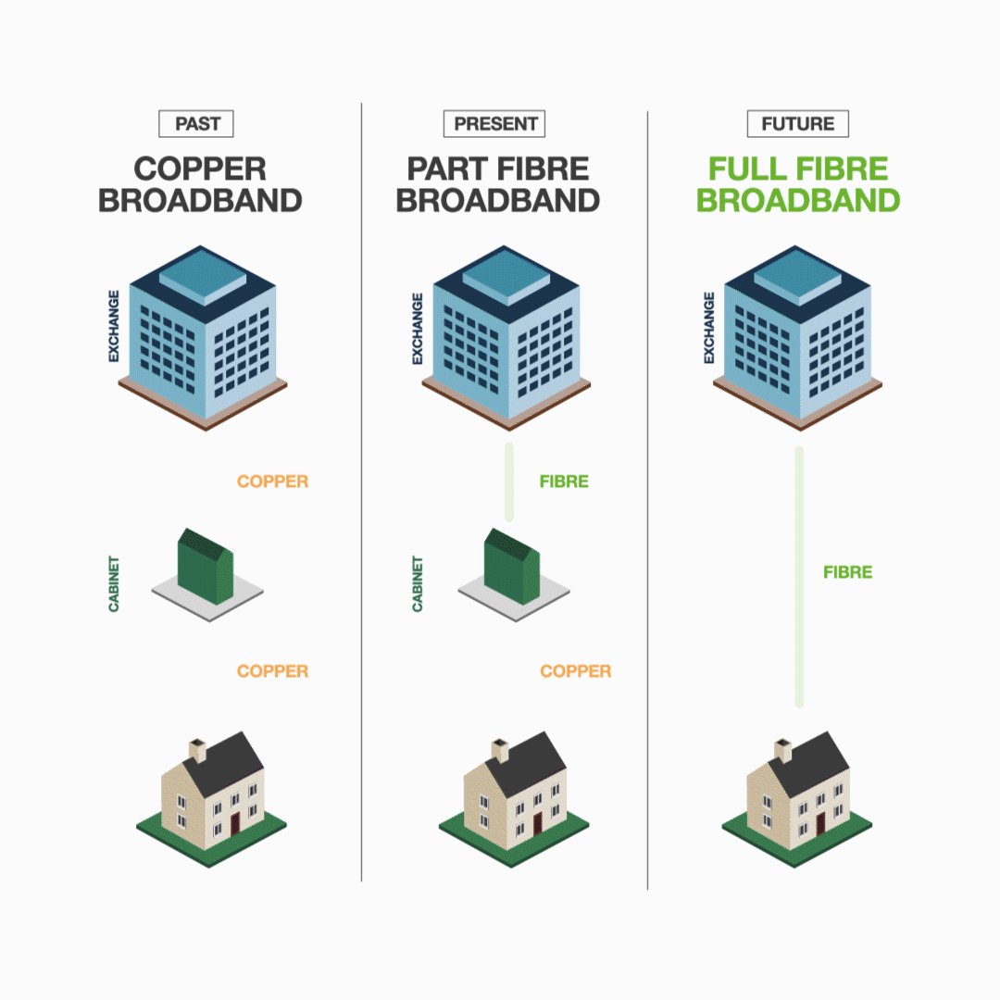 PAST
COPPER
BROADBAND
EXCHANGE
COPPER
CABINET
COPPER
PRESENT
PART FIBRE
BROADBAND
EXCHANGE
FIBRE
CABINET
COPPER
FUTURE
FULL FIBRE
BROADBAND
EXCHANGE
FIBRE